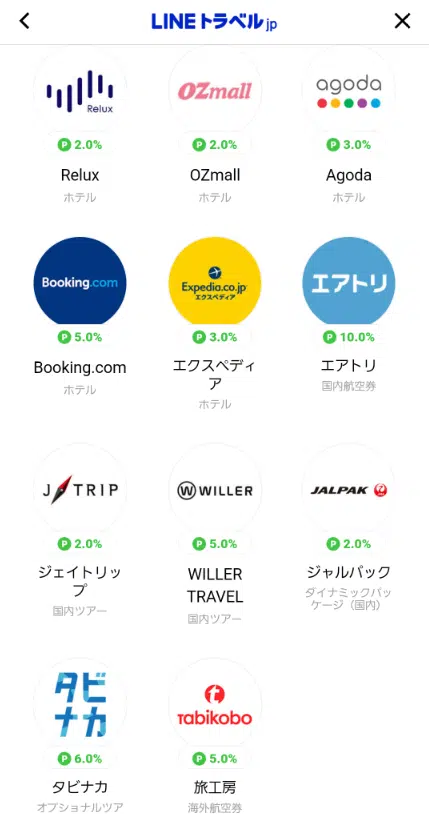 LINEトラベルjp
Relux
OZmall
agoda
P 2.0%
P 2.0%
P 3.0%
Relux
OZmall
Agoda
ホテル
ホテル
ホテル
Booking.com
Expedia.co.jp
エクスペディア
エアトリ
P 5.0%
P 3.0%
P 10.0%
Booking.com
エクスペディ
ア
エアトリ
ホテル
ホテル
国内航空券
J TRIP
W WILLER
JALPAK
P 2.0%
P 5.0%
P 2.0%
ジェイトリッ
プ
WILLER
TRAVEL
ジャルパック
国内ツアー
国内ツアー
ダイナミックパッ
ケージ（国内）
タビ
ナカ
t
Tabikobo
P 6.0%
P 5.0%
タビナカ
旅工房
オプショナルツア
海外航空券